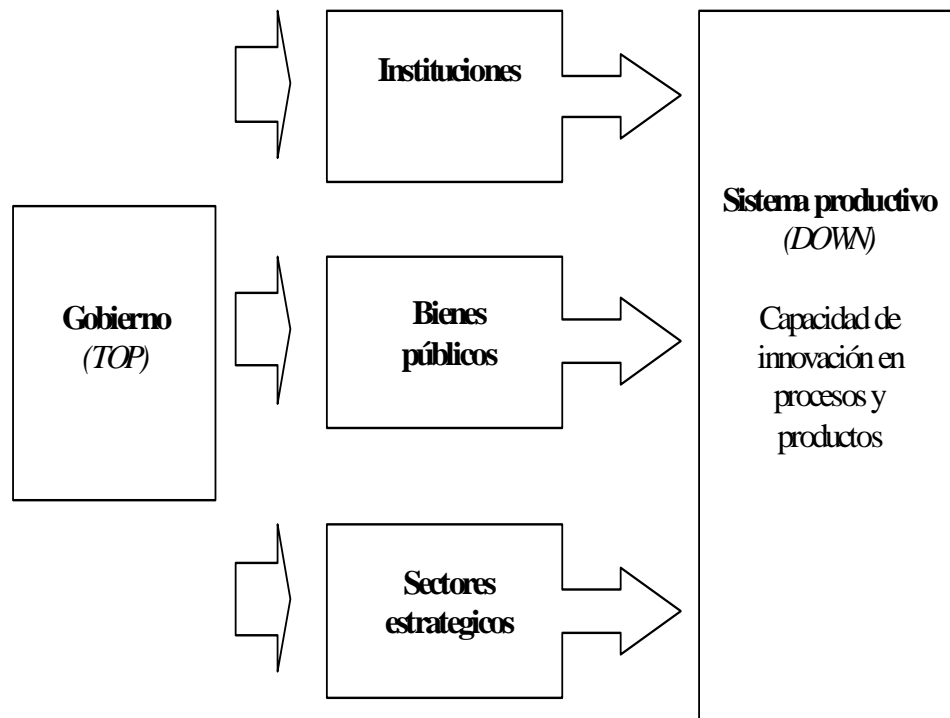 Gobierno
(TOP)
Instituciones
Bienes
públicos
Sectores
estrategicos
Sistema productivo
(DOWN)
Capacidad de
innovación en
procesos y
productos